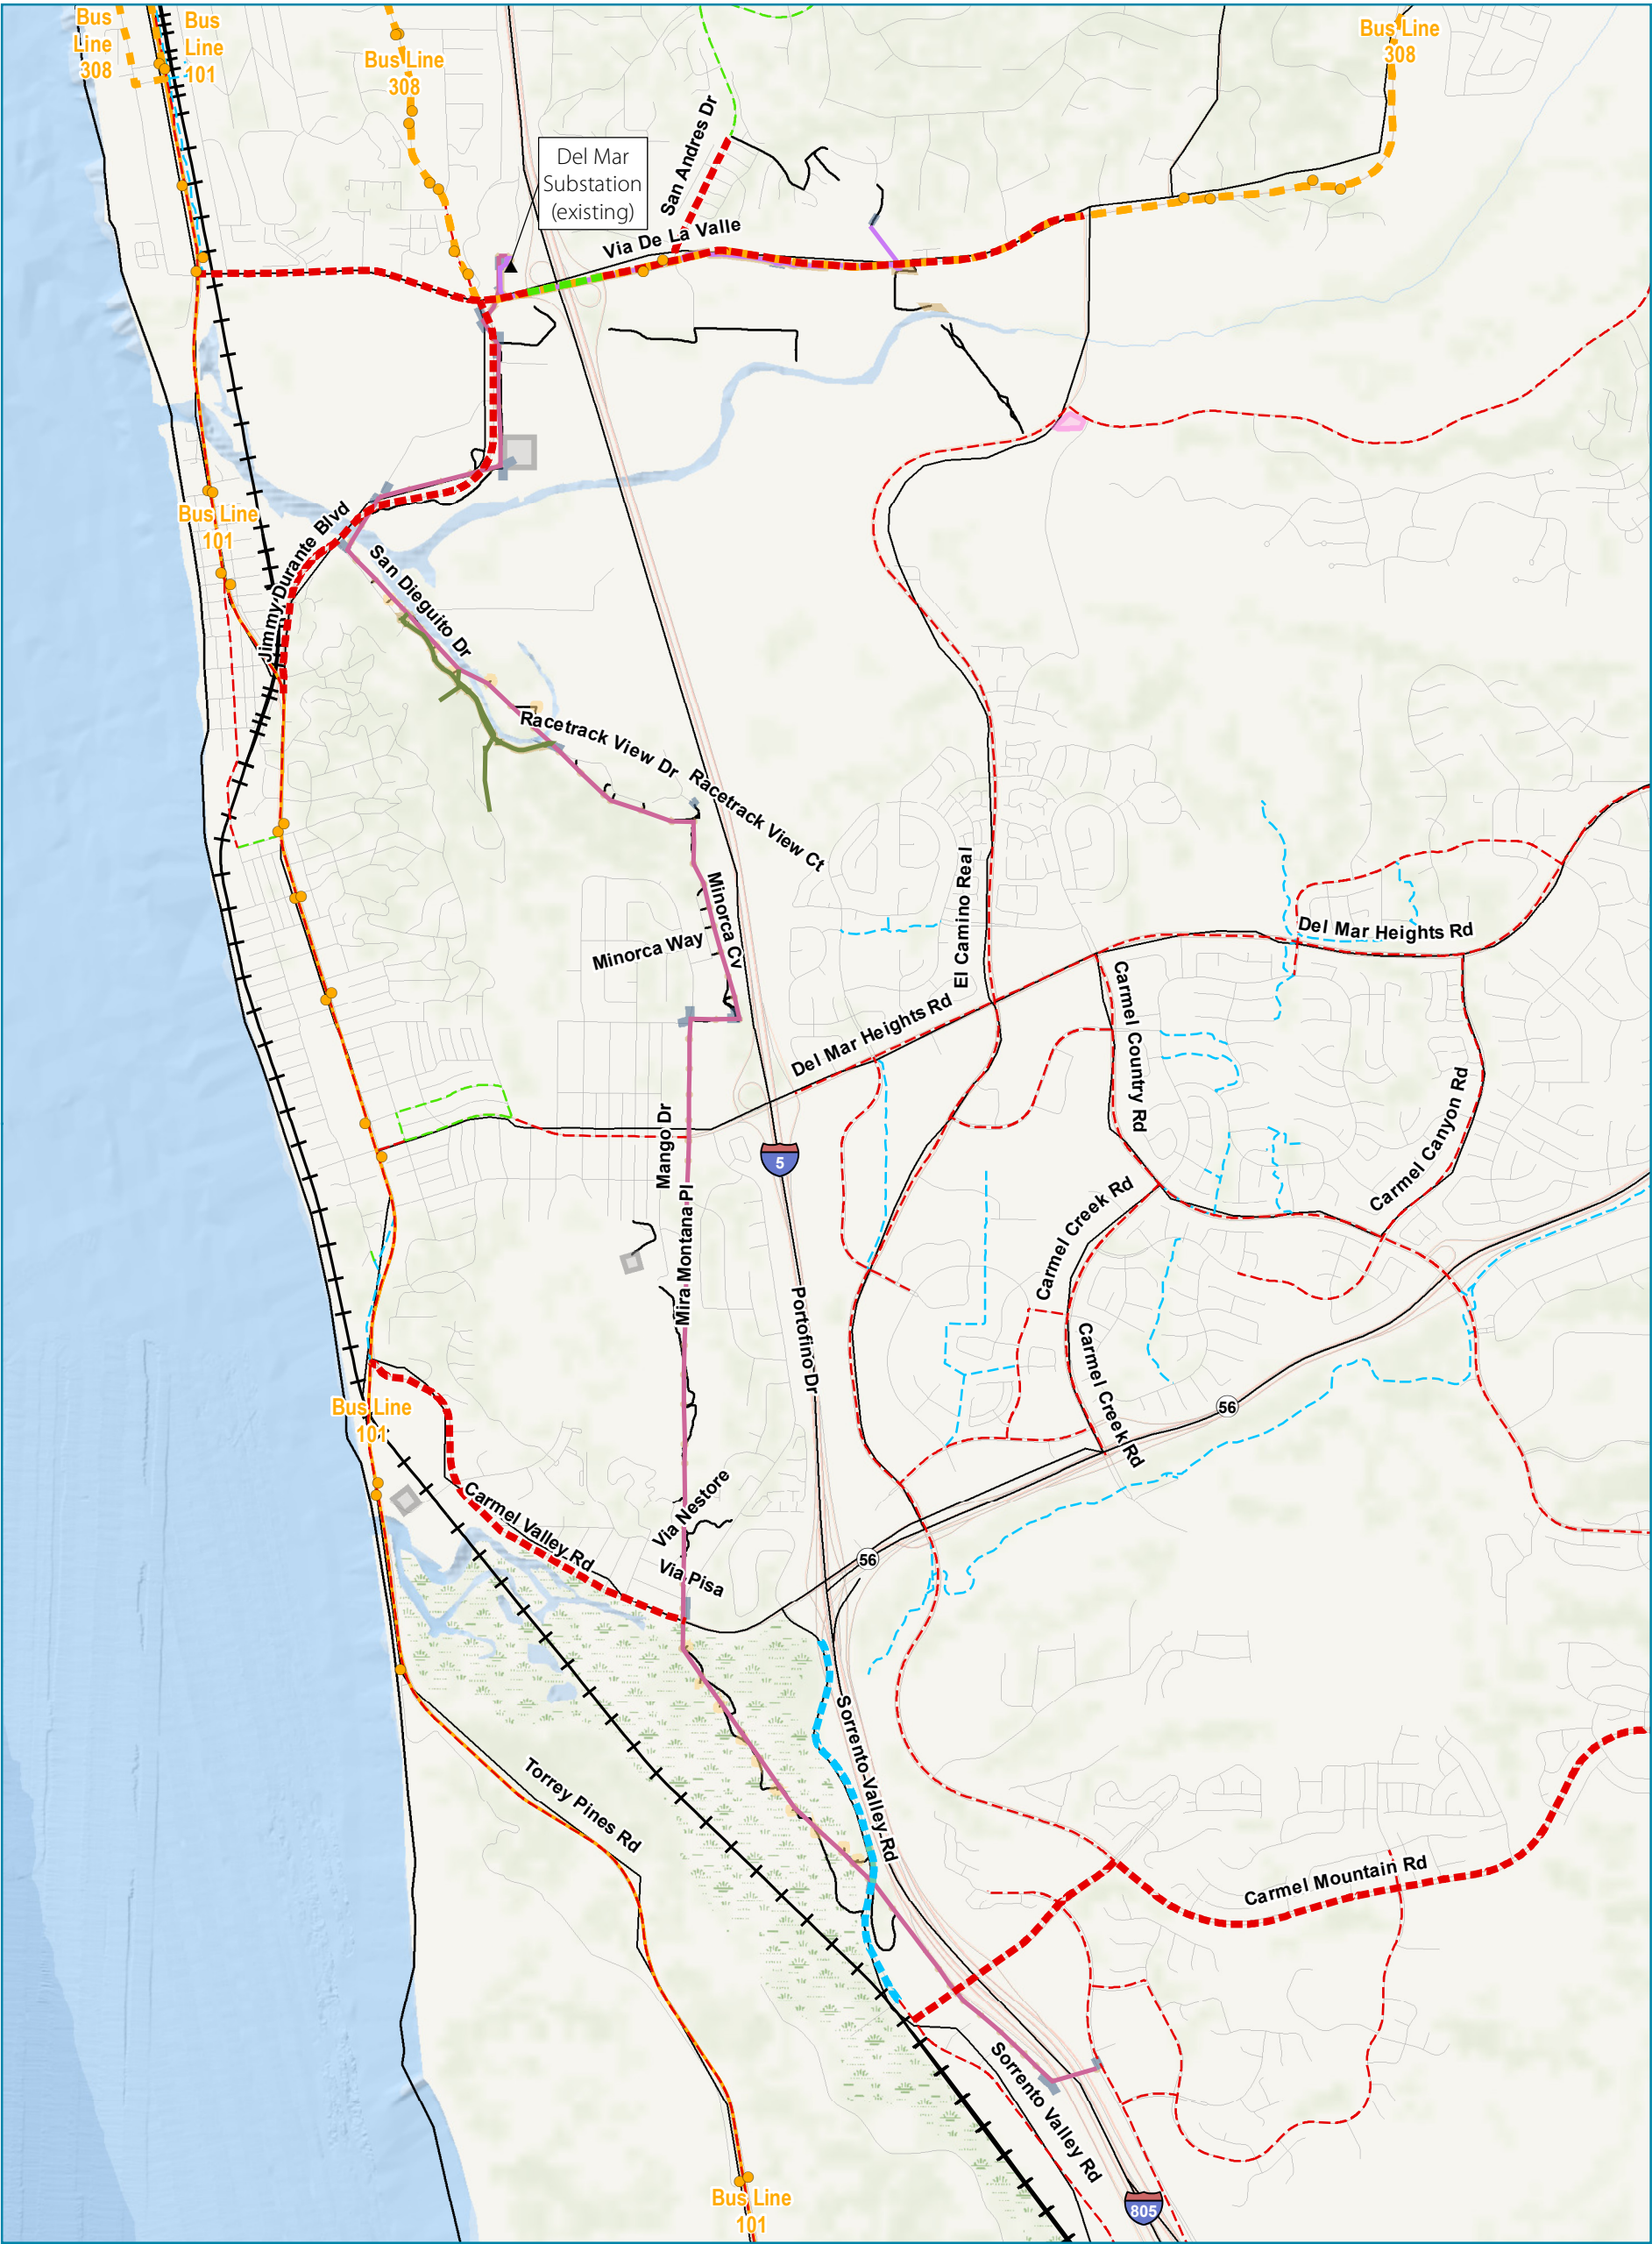 Bus
Line
308
Bus
Line
101
Bus Line
308
Bus Line
308
Del Mar
Substation
(existing)
San Andres Dr
Via De La Valle
Bus Line
101
Jimmy Durante Blvd
San Dieguito Dr
Racetrack View Dr
Racetrack View Ct
Minorca Cv
Minorca Way
El Camino Real
Del Mar Heights Rd
Del Mar Heights Rd
Carmel Country Rd
Carmel Canyon Rd
Mango Dr
5
Mira Montana Pl
Carmel Creek Rd
Portofino Dr
Carmel Creek Rd
56
Bus Line
101
Carmel Valley Rd
Via Nestore
Via Pisa
56
Sorrento Valley Rd
Torrey Pines Rd
Carmel Mountain Rd
Sorrento Valley Rd
805
Bus Line
101